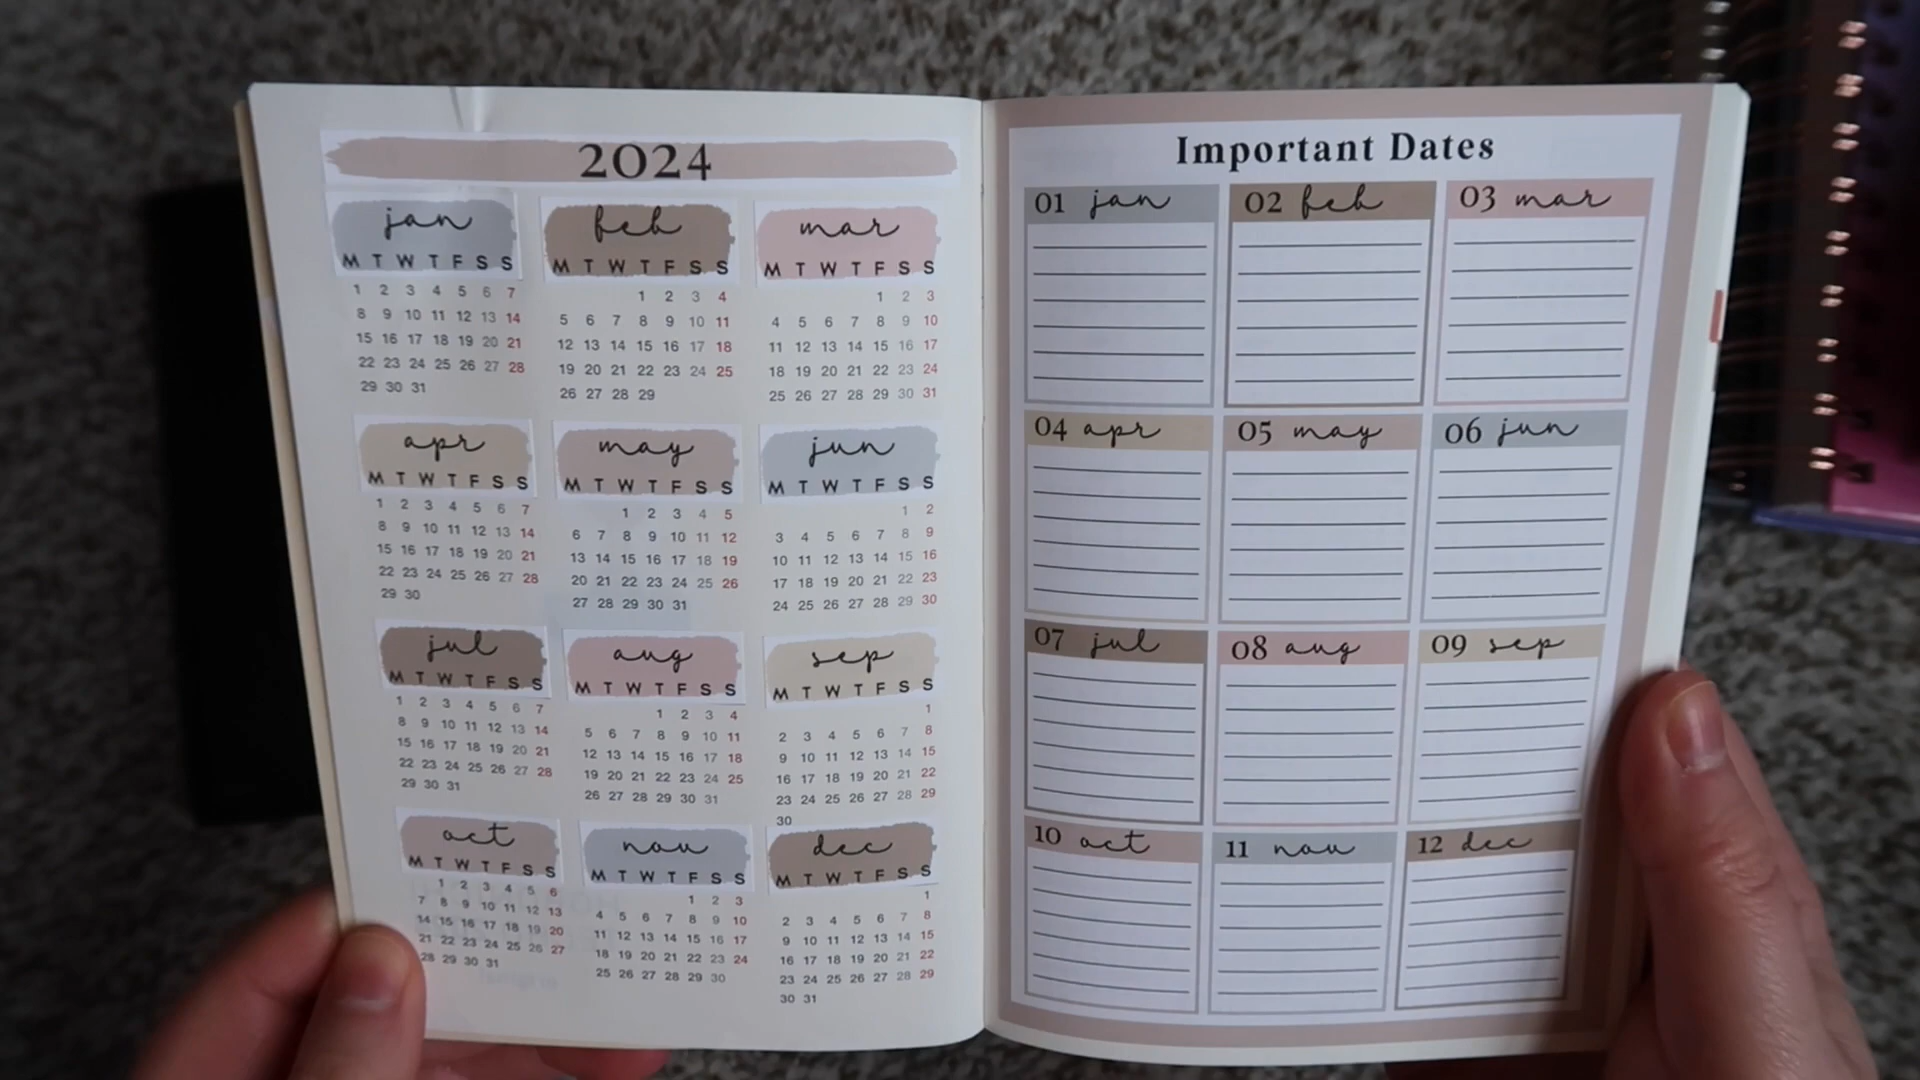 2024
jan
M T W T F S S
1 2 3 4 5 6 7
8 9 10 11 12 13 14
15 16 17 18 19 20 21
22 23 24 25 26 27 28
29 30 31
feb
M T W T F S S
1 2 3 4
5 6 7 8 9 10 11
12 13 14 15 16 17 18
19 20 21 22 23 24 25
26 27 28 29
mar
M T W T F S S
1 2 3
4 5 6 7 8 9 10
11 12 13 14 15 16 17
18 19 20 21 22 23 24
25 26 27 28 29 30 31
apr
M T W T F S S
1 2 3 4 5 6 7
8 9 10 11 12 13 14
15 16 17 18 19 20 21
22 23 24 25 26 27 28
29 30
may
M T W T F S S
1 2 3 4 5
6 7 8 9 10 11 12
13 14 15 16 17 18 19
20 21 22 23 24 25 26
27 28 29 30 31
jun
M T W T F S S
1 2
3 4 5 6 7 8 9
10 11 12 13 14 15 16
17 18 19 20 21 22 23
24 25 26 27 28 29 30
jul
M T W T F S S
1 2 3 4 5 6 7
8 9 10 11 12 13 14
15 16 17 18 19 20 21
22 23 24 25 26 27 28
29 30 31
aug
M T W T F S S
1 2 3 4
5 6 7 8 9 10 11
12 13 14 15 16 17 18
19 20 21 22 23 24 25
26 27 28 29 30 31
sep
M T W T F S S
1
2 3 4 5 6 7 8
9 10 11 12 13 14 15
16 17 18 19 20 21 22
23 24 25 26 27 28 29
30
oct
M T W T F S S
1 2 3 4 5 6
7 8 9 10 11 12 13
14 15 16 17 18 19 20
21 22 23 24 25 26 27
28 29 30 31
nov
M T W T F S S
1 2 3
4 5 6 7 8 9 10
11 12 13 14 15 16 17
18 19 20 21 22 23 24
25 26 27 28 29 30
dec
M T W T F S S
1
2 3 4 5 6 7 8
9 10 11 12 13 14 15
16 17 18 19 20 21 22
23 24 25 26 27 28 29
30 31
Important Dates
01 jan
02 feb
03 mar
04 apr
05 may
06 jun
07 jul
08 aug
09 sep
10 oct
11 nov
12 dec